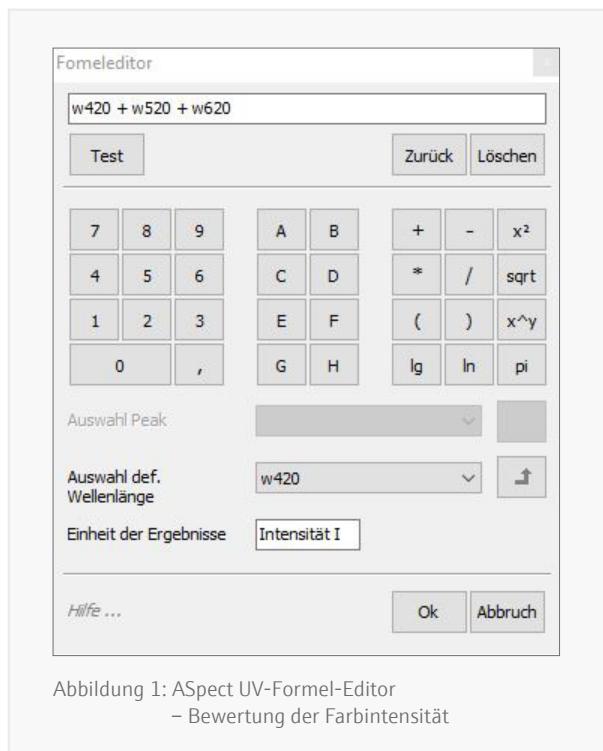 Fomeleditor
w420 + w520 + w620
Test Zurück Löschen
7 8 9 A B + - x²
4 5 6 C D * / sqrt
1 2 3 E F ( ) x^y
0 , G H lg ln pi
Auswahl Peak
Auswahl def. w420
Wellenlänge
Einheit der Ergebnisse Intensität I
Hilfe ... Ok Abbruch
Abbildung 1: ASpect UV-Formel-Editor
– Bewertung der Farbintensität